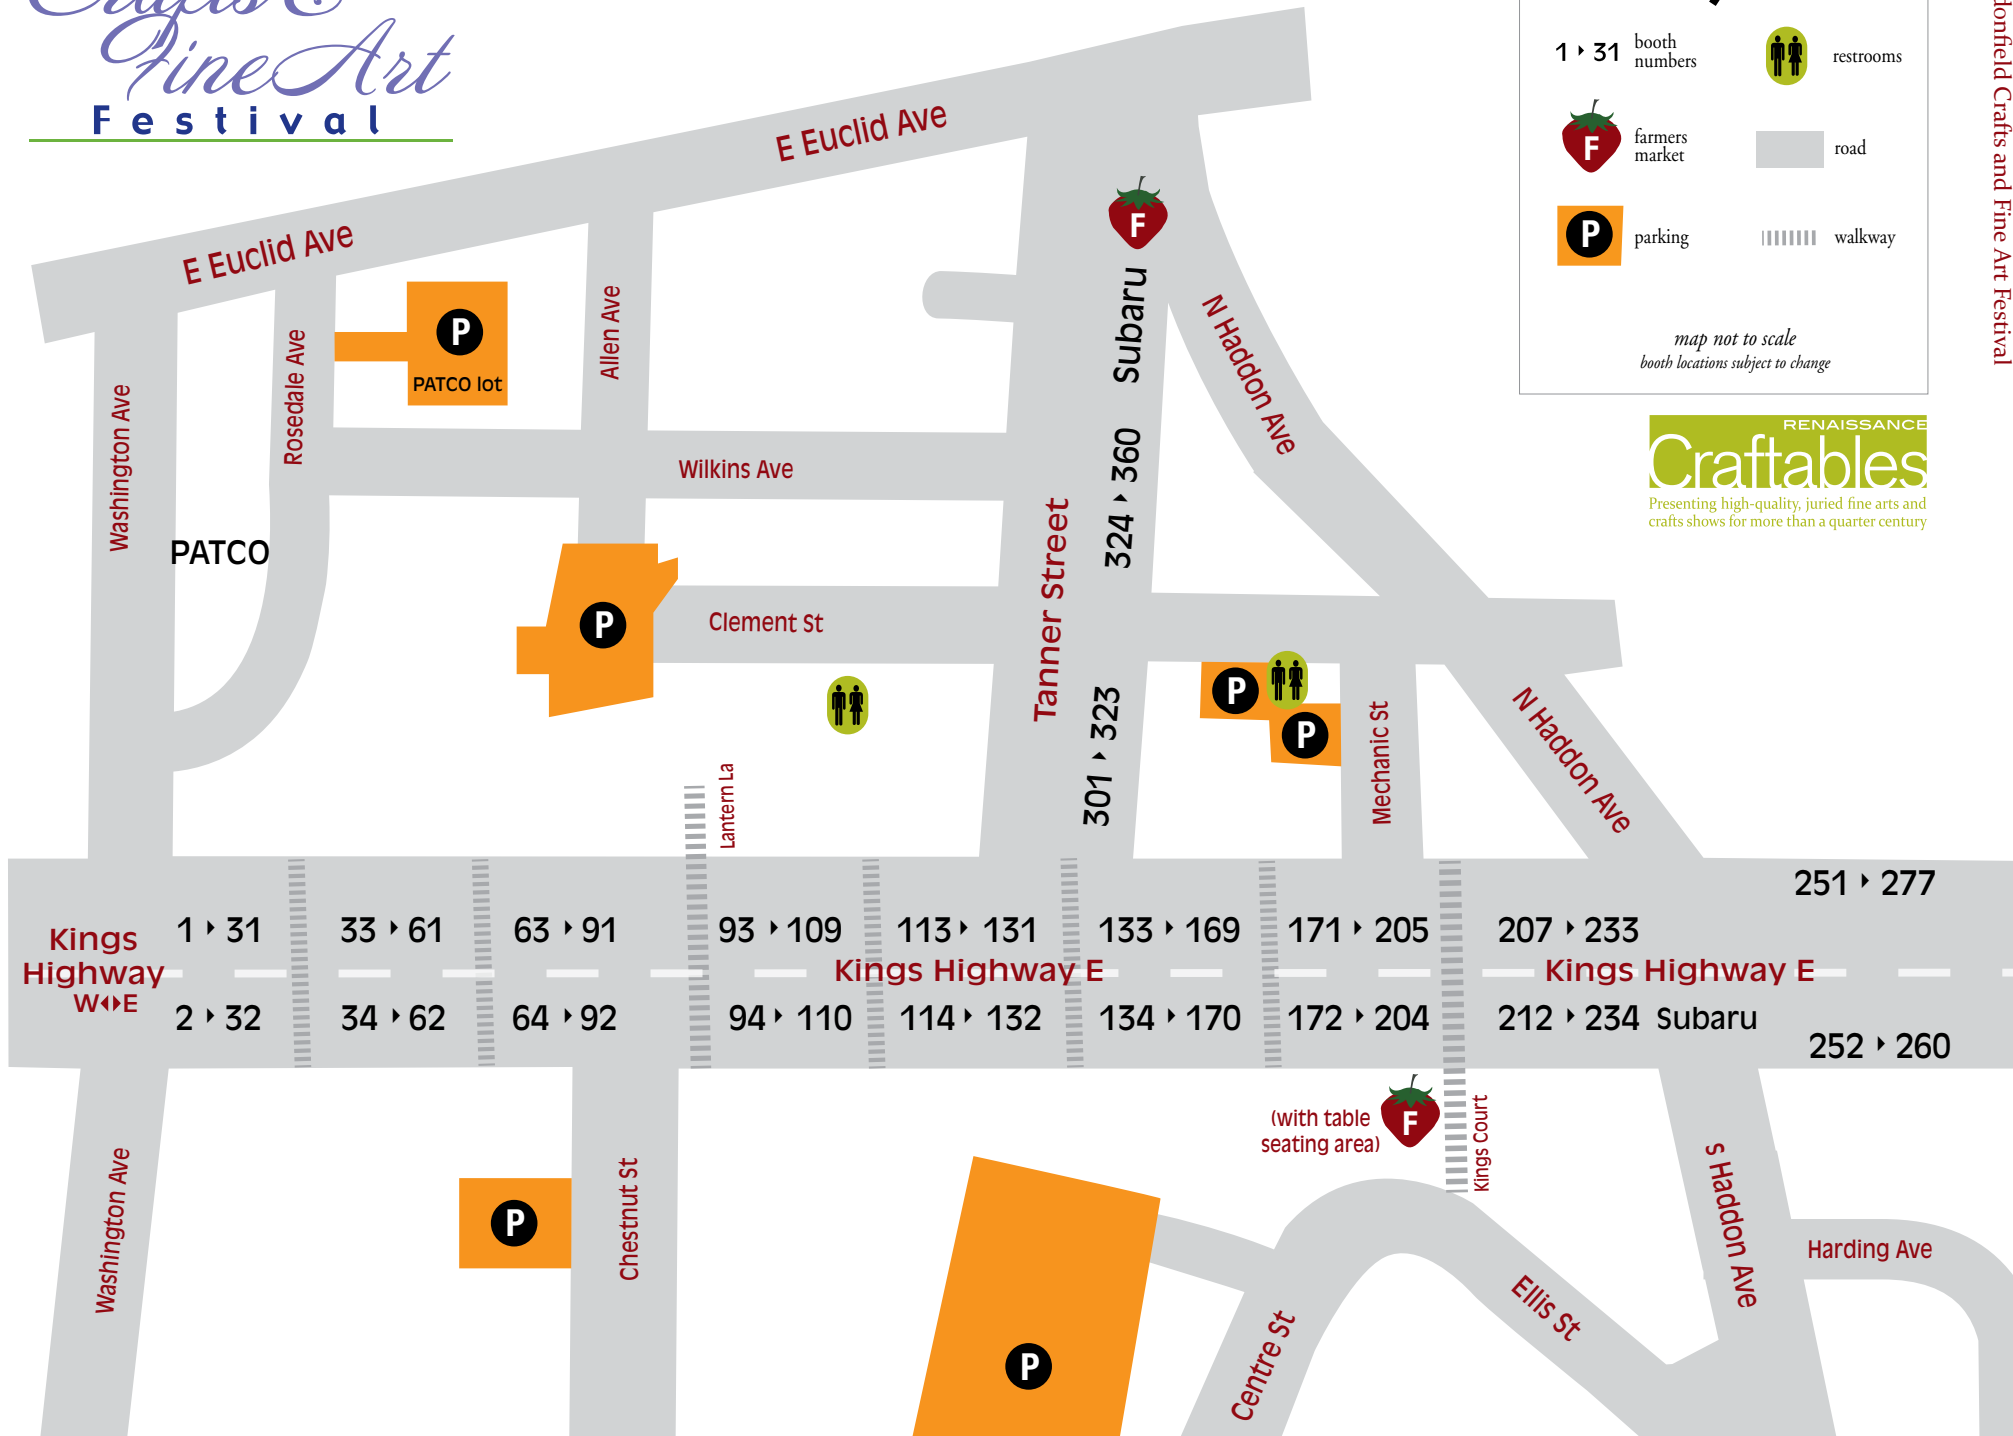 Crafts &
Fine Art
Festival
1 ▸ 31
booth
numbers
restrooms
F
farmers
market
road
P
parking
walkway
map not to scale
booth locations subject to change
donfield Crafts and Fine Art Festival
RENAISSANCE
Craftables
Presenting high-quality, juried fine arts and
crafts shows for more than a quarter century
E Euclid Ave
E Euclid Ave
F
Subaru
N Haddon Ave
Washington Ave
Rosedale Ave
P
PATCO lot
Allen Ave
Wilkins Ave
324 ▸ 360
PATCO
Tanner Street
P
Clement St
301 ▸ 323
P
P
Mechanic St
N Haddon Ave
Lantern La
251 ▸ 277
1 ▸ 31
33 ▸ 61
63 ▸ 91
93 ▸ 109
113 ▸ 131
133 ▸ 169
171 ▸ 205
207 ▸ 233
Kings
Highway
W◂▸E
Kings Highway E
Kings Highway E
2 ▸ 32
34 ▸ 62
64 ▸ 92
94 ▸ 110
114 ▸ 132
134 ▸ 170
172 ▸ 204
212 ▸ 234 Subaru
252 ▸ 260
(with table
seating area)
F
Kings Court
Washington Ave
P
Chestnut St
P
Centre St
Ellis St
S Haddon Ave
Harding Ave